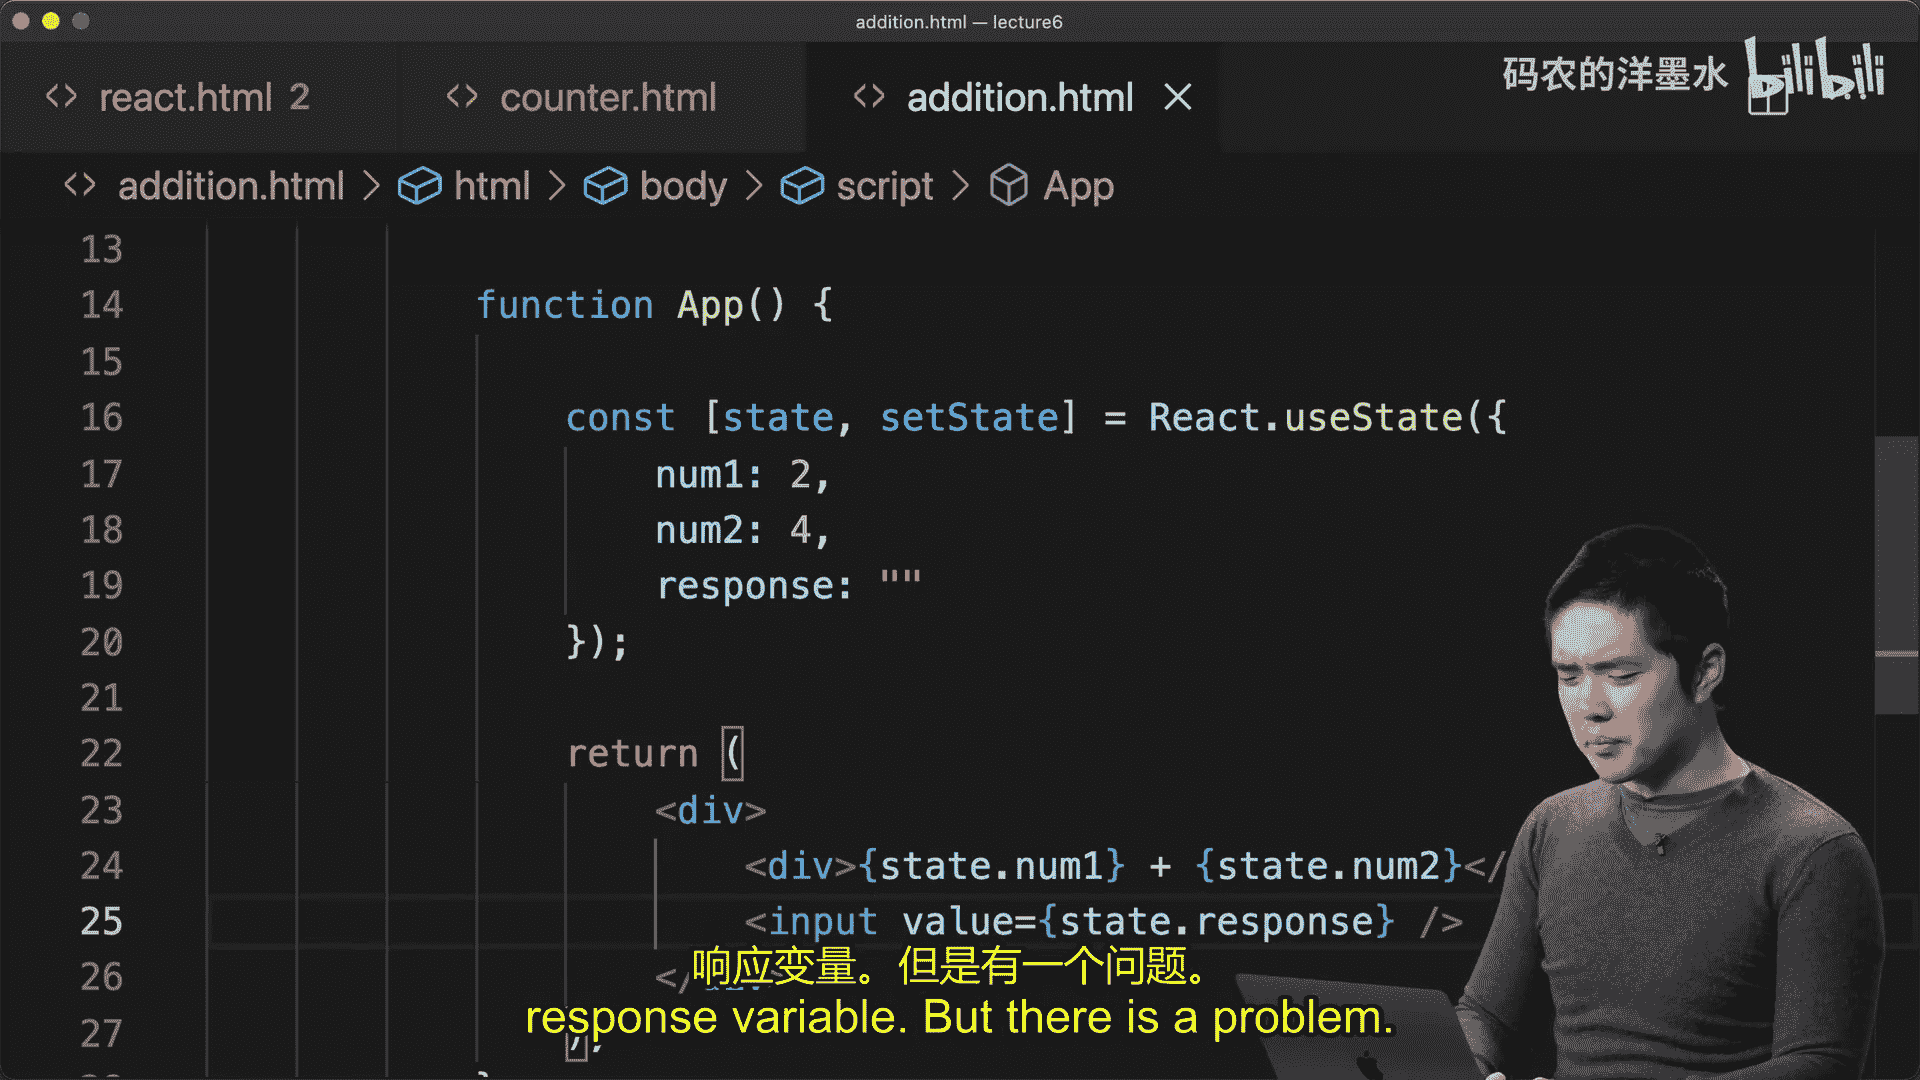 addition.html — lecture6
react.html 2
counter.html
addition.html
码农的洋墨水 bilibili
addition.html > html > body > script > App
13
14 function App() {
15
16 const [state, setState] = React.useState({
17 num1: 2,
18 num2: 4,
19 response: ""
20 });
21
22 return (
23 <div>
24 <div>{state.num1} + {state.num2}</
25 <input value={state.response} />
26 </
27
响应变量。但是有一个问题。
response variable. But there is a problem.